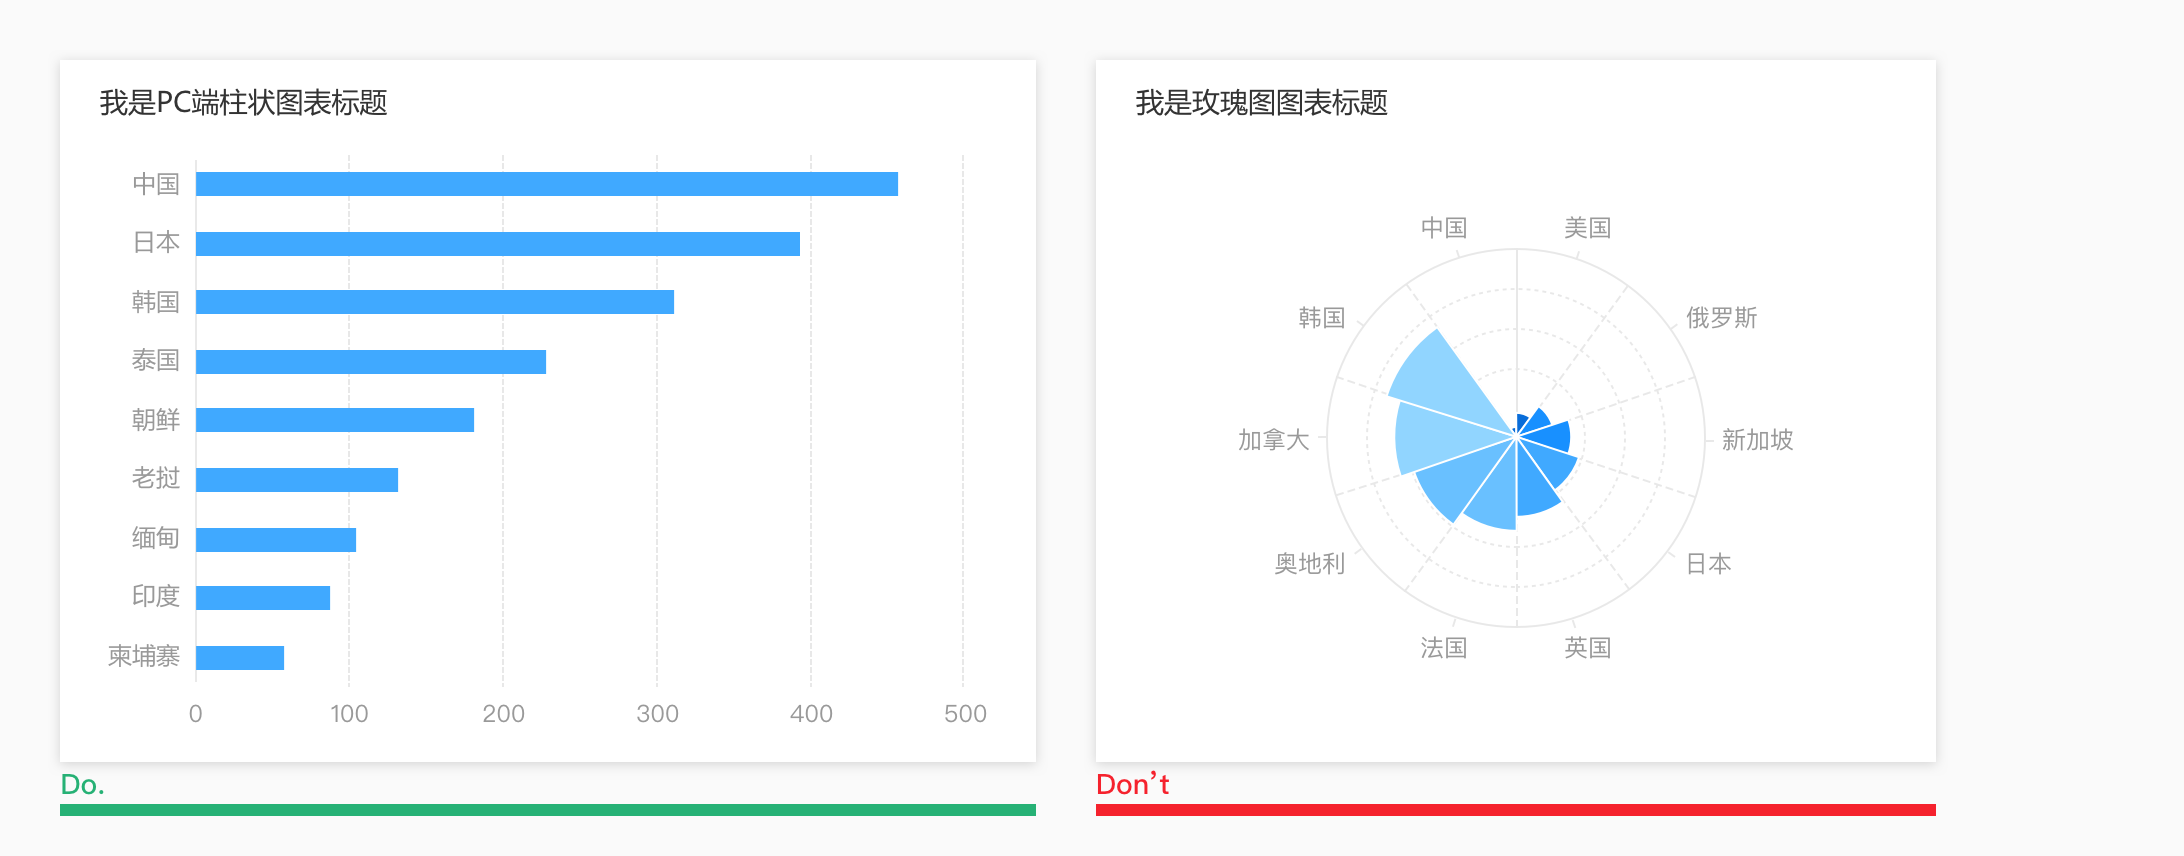 我是PC端柱状图表标题
中国
日本
韩国
泰国
朝鲜
老挝
缅甸
印度
柬埔寨
0 100 200 300 400 500
Do.
我是玫瑰图图表标题
中国 美国
韩国 俄罗斯
加拿大 新加坡
奥地利 日本
法国 英国
Don’t